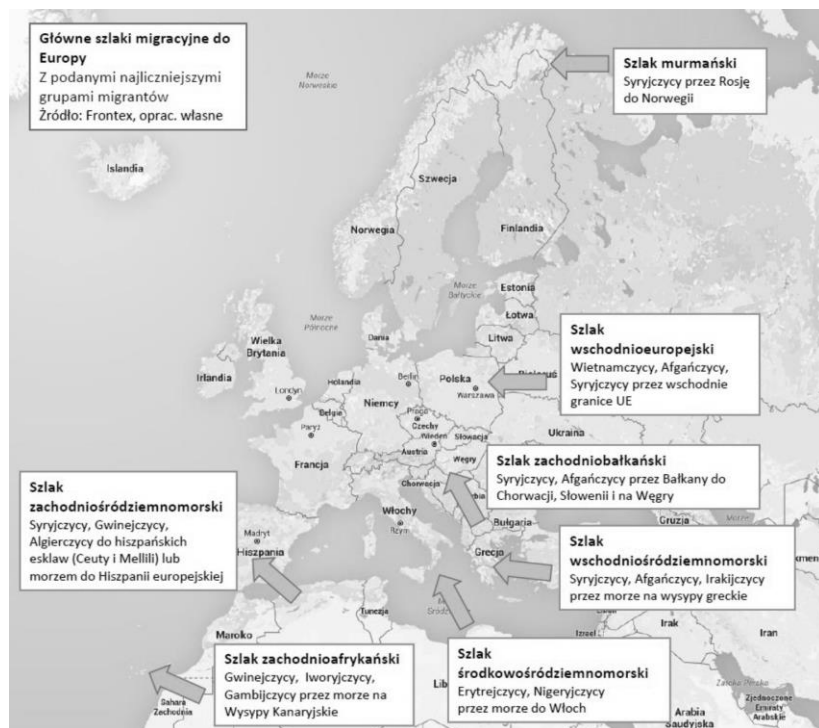 Główne szlaki migracyjne do
Europy
Z podanymi najliczniejszymi
grupami migrantów
Źródło: Frontex, oprac. własne
Szlak murmański
Syryjczycy przez Rosję
do Norwegii
Morze
Norweskie
Islandia
Szwecja
Norwegia
Finlandia
Estonia
Morze
Bałtyckie
Łotwa
Morze
Północne
Dania
Litwa
Szlak
wschodnioeuropejski
Wietnamczycy, Afgańczycy,
Syryjczycy przez wschodnie
granice UE
Wielka
Brytania
Irlandia
Londyn
Holandia
Berlin
Polska
Warszawa
Białoruś
Belgia
Niemcy
Praga
Czechy
Paryż
Wiedeń
Słowacja
Austria
Węgry
Ukraina
Francja
Szlak zachodniobałkański
Syryjczycy, Afgańczycy przez Bałkany do
Chorwacji, Słowenii i na Węgry
Chorwacja
Szlak
zachodniośródziemnomorski
Syryjczycy, Gwinejczycy,
Algierczycy do hiszpańskich
esklaw (Ceuty i Mellili) lub
morzem do Hiszpanii europejskiej
Włochy
Rzym
Bułgaria
Gruzja
Madryt
Hiszpania
Grecja
Szlak
wschodniośródziemnomorski
Syryjczycy, Afgańczycy, Irakijczycy
przez morze na wysypy greckie
Tunezja
Maroko
Izrael
Irak
Iran
Szlak zachodnioafrykański
Gwinejczycy, Iworyjczycy,
Gambijczycy przez morze na
Wysypy Kanaryjskie
Szlak
środkowośródziemnomorski
Erytrejczycy, Nigeryjczycy
przez morze do Włoch
Sahara
Zachodnia
Zatoka Perska
Arabia
Saudyjska
Zjednoczone
Emiraty
Arabskie